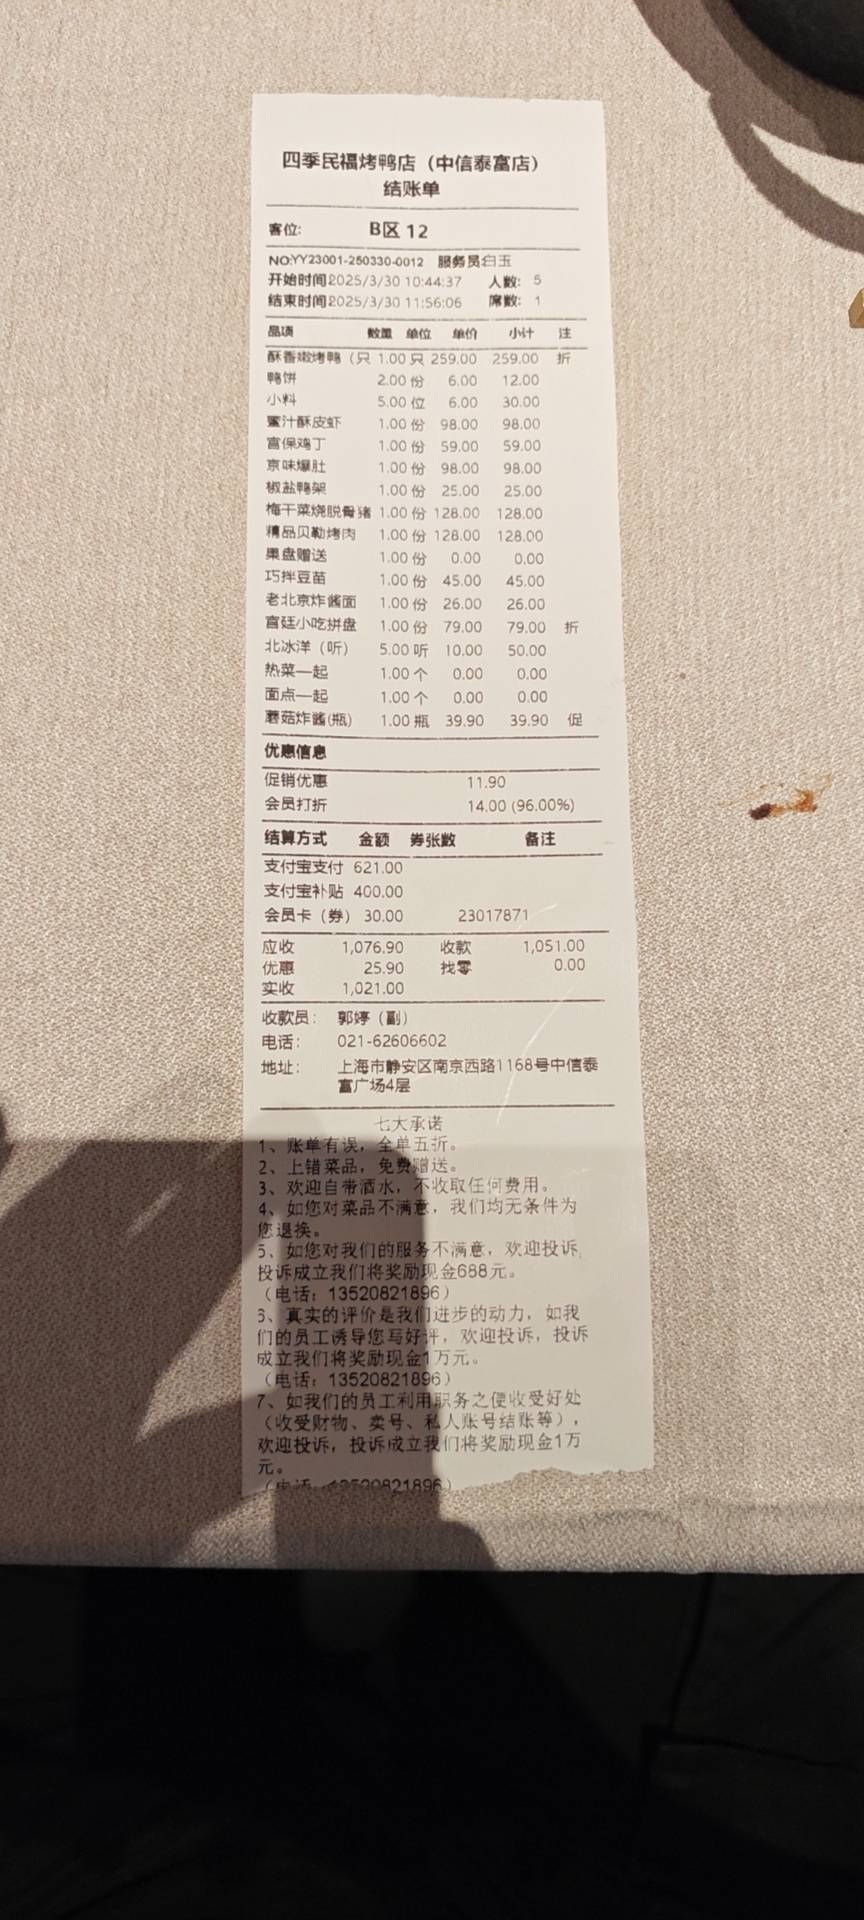 四季民福烤鸭店（中信泰富店）
结账单
客位: B区 12
NO:YY23001-250330-0012 服务员:白玉
开始时间2025/3/30 10:44:37 人数: 5
结束时间2025/3/30 11:56:06 席数: 1
品项 数量 单位 单价 小计 注
酥香嫩烤鸭（只 1.00 只 259.00 259.00 折
鸭饼 2.00 份 6.00 12.00
小料 5.00 位 6.00 30.00
蜜汁酥皮虾 1.00 份 98.00 98.00
宫保鸡丁 1.00 份 59.00 59.00
京味爆肚 1.00 份 98.00 98.00
椒盐鸭架 1.00 份 25.00 25.00
梅干菜烧脱骨猪 1.00 份 128.00 128.00
精品贝勒烤肉 1.00 份 128.00 128.00
果盘赠送 1.00 份 0.00 0.00
巧拌豆苗 1.00 份 45.00 45.00
老北京炸酱面 1.00 份 26.00 26.00
宫廷小吃拼盘 1.00 份 79.00 79.00 折
北冰洋（听） 5.00 听 10.00 50.00
热菜一起 1.00 个 0.00 0.00
面点一起 1.00 个 0.00 0.00
蘑菇炸酱(瓶) 1.00 瓶 39.90 39.90 促
优惠信息
促销优惠 11.90
会员打折 14.00 (96.00%)
结算方式 金额 券张数 备注
支付宝支付 621.00
支付宝补贴 400.00
会员卡（券） 30.00 23017871
应收 1,076.90 收款 1,051.00
优惠 25.90 找零 0.00
实收 1,021.00
收款员: 郭婷（副）
电话: 021-62606602
地址: 上海市静安区南京西路1168号中信泰
富广场4层
七大承诺
1、账单有误，全单五折。
2、上错菜品，免费赠送。
3、欢迎自带酒水，不收取任何费用。
4、如您对菜品不满意，我们均无条件为
您退换。
5、如您对我们的服务不满意，欢迎投诉，
投诉成立我们将奖励现金688元。
（电话：13520821896）
6、真实的评价是我们进步的动力，如我
们的员工诱导您写好评，欢迎投诉，投诉
成立我们将奖励现金1万元。
（电话：13520821896）
7、如我们的员工利用职务之便收受好处
（收受财物、卖号、私人账号结账等），
欢迎投诉，投诉成立我们将奖励现金1万
元。
（电话：13520821896）